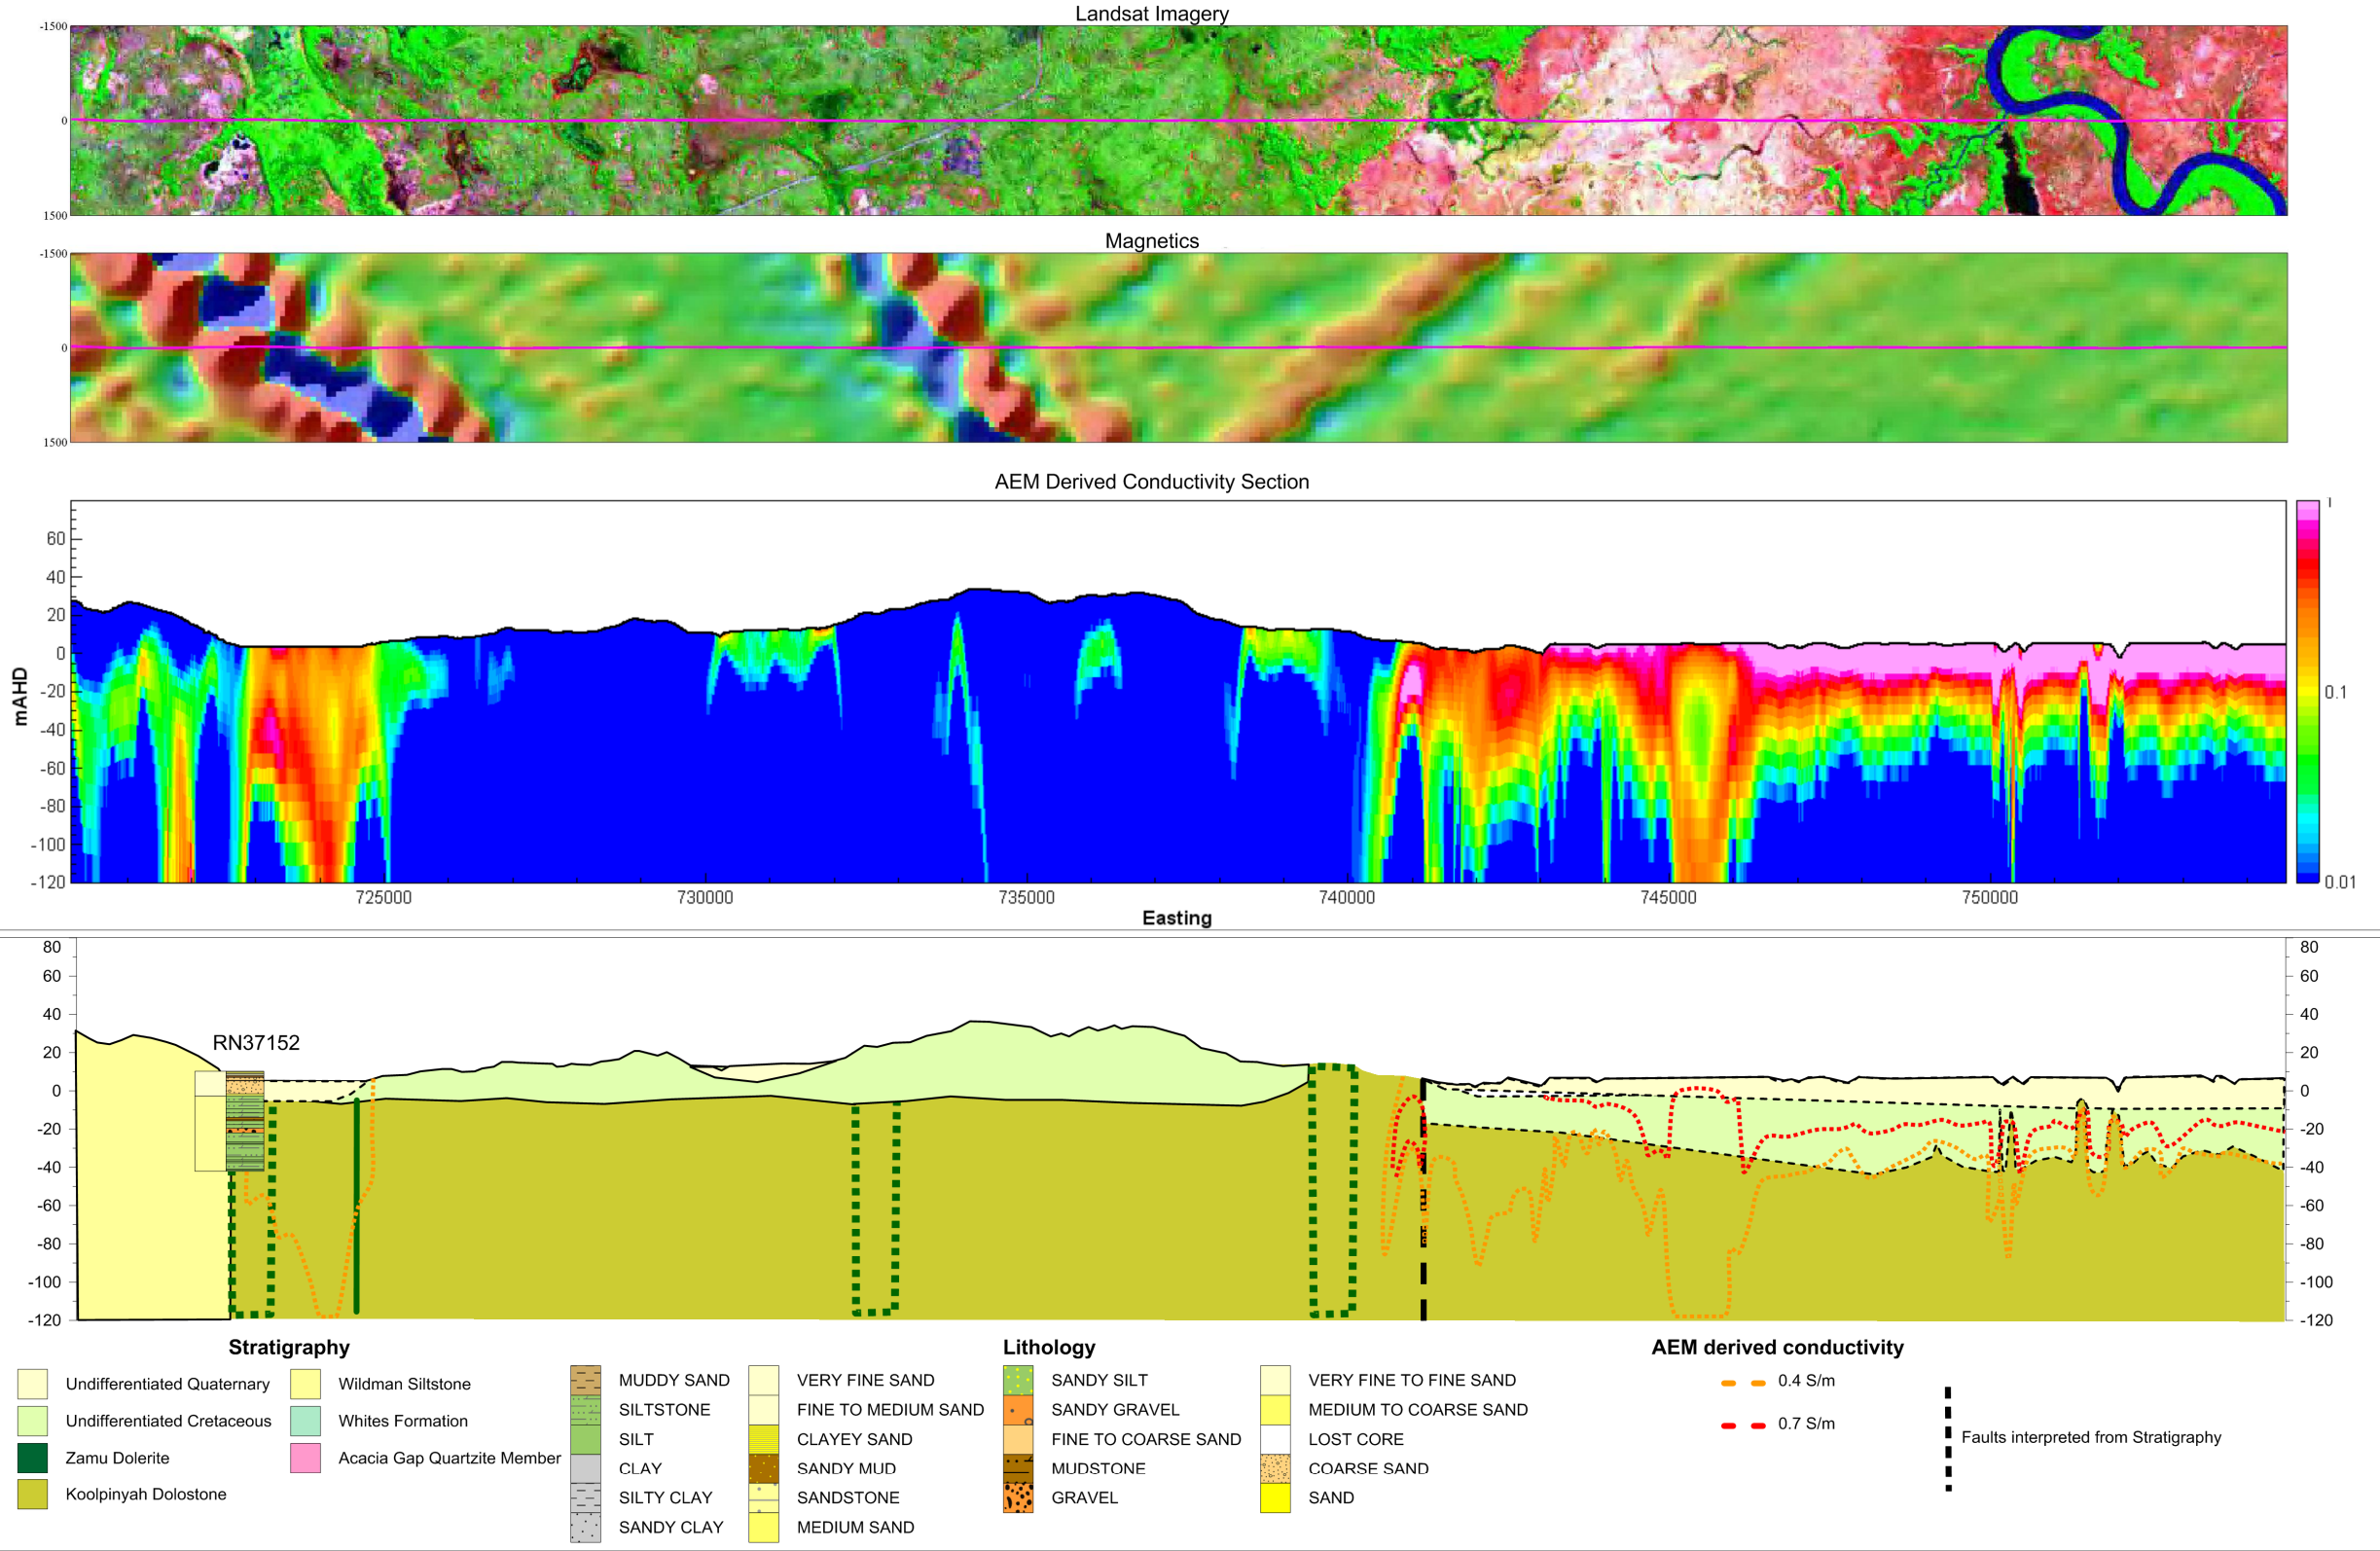 Landsat Imagery
-1500
0
1500
Magnetics
-1500
0
1500
AEM Derived Conductivity Section
60
40
20
0
-20
-40
-60
-80
-100
-120
mAHD
725000
730000
735000
740000
745000
750000
Easting
1
0.1
0.01
80
60
40
20
0
-20
-40
-60
-80
-100
-120
RN37152
80
60
40
20
0
-20
-40
-60
-80
-100
-120
Stratigraphy
Undifferentiated Quaternary
Undifferentiated Cretaceous
Zamu Dolerite
Koolpinyah Dolostone
Wildman Siltstone
Whites Formation
Acacia Gap Quartzite Member
Lithology
MUDDY SAND
SILTSTONE
SILT
CLAY
SILTY CLAY
SANDY CLAY
VERY FINE SAND
FINE TO MEDIUM SAND
CLAYEY SAND
SANDY MUD
SANDSTONE
MEDIUM SAND
SANDY SILT
SANDY GRAVEL
FINE TO COARSE SAND
MUDSTONE
GRAVEL
VERY FINE TO FINE SAND
MEDIUM TO COARSE SAND
LOST CORE
COARSE SAND
SAND
AEM derived conductivity
0.4 S/m
0.7 S/m
Faults interpreted from Stratigraphy